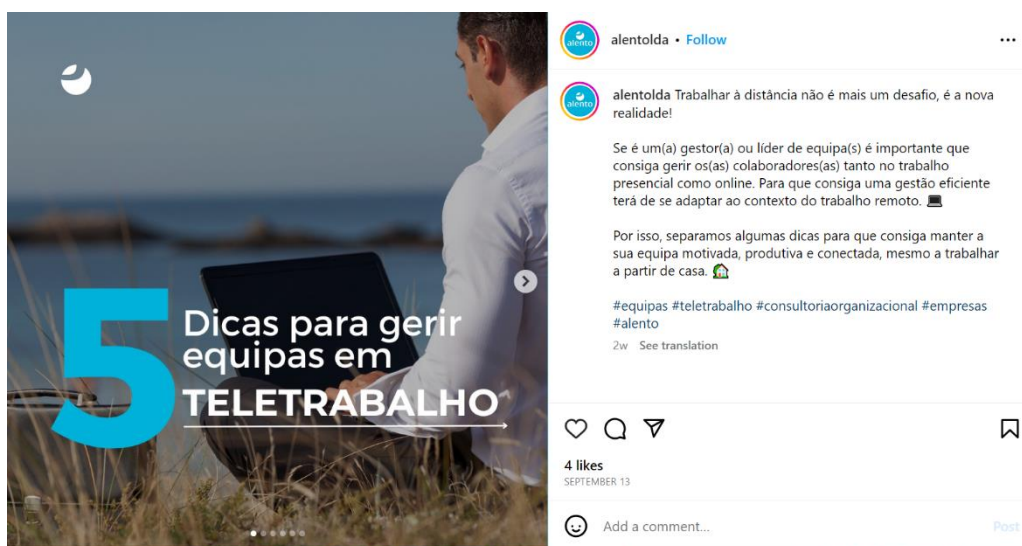 5
Dicas para gerir
equipas em
TELETRABALHO
alento
alentolda • Follow
alento
alentolda Trabalhar à distância não é mais um desafio, é a nova
realidade!
Se é um(a) gestor(a) ou líder de equipa(s) é importante que
consiga gerir os(as) colaboradores(as) tanto no trabalho
presencial como online. Para que consiga uma gestão eficiente
terá de se adaptar ao contexto do trabalho remoto. 💻
Por isso, separamos algumas dicas para que consiga manter a
sua equipa motivada, produtiva e conectada, mesmo a trabalhar
a partir de casa. 🏡
#equipas #teletrabalho #consultoriaorganizacional #empresas
#alento
2w See translation
4 likes
SEPTEMBER 13
Add a comment...
Post